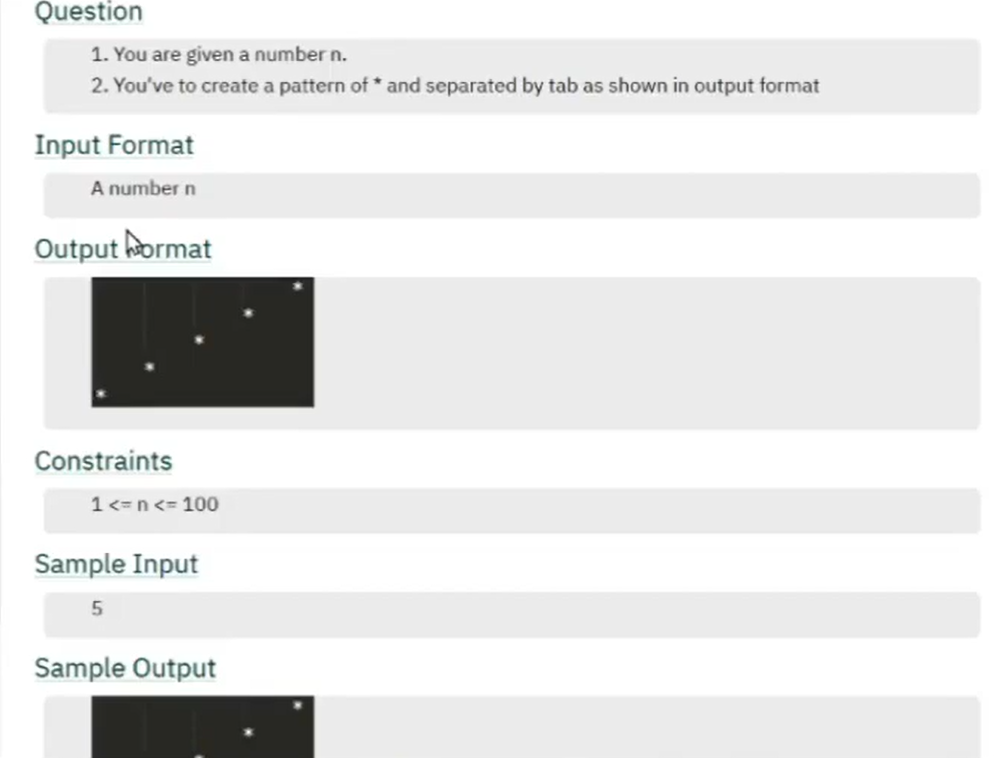 Question
1. You are given a number n.
2. You've to create a pattern of * and separated by tab as shown in output format
Input Format
A number n
Output Format
*
*
*
*
*
Constraints
1 <= n <= 100
Sample Input
5
Sample Output
*
*